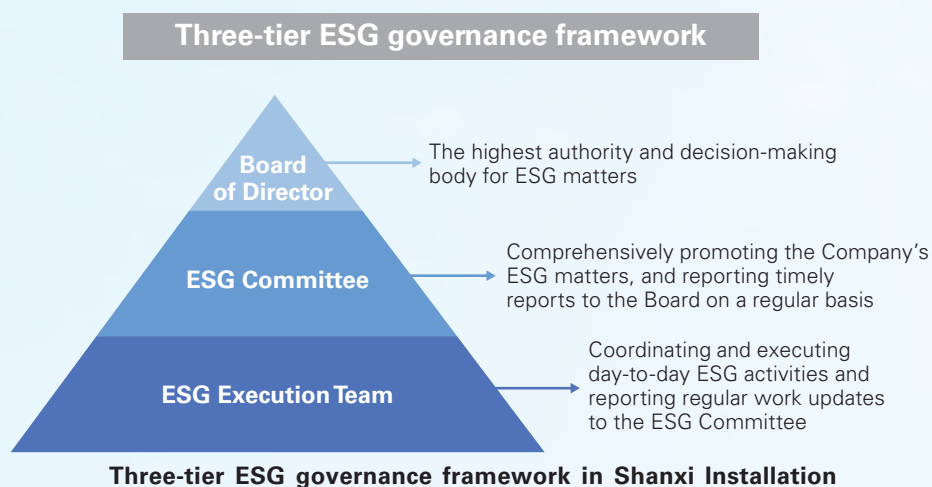 Three-tier ESG governance framework
Board
of Director
The highest authority and decision-making
body for ESG matters
ESG Committee
Comprehensively promoting the Company's
ESG matters, and reporting timely
reports to the Board on a regular basis
ESG Execution Team
Coordinating and executing
day-to-day ESG activities and
reporting regular work updates
to the ESG Committee
Three-tier ESG governance framework in Shanxi Installation